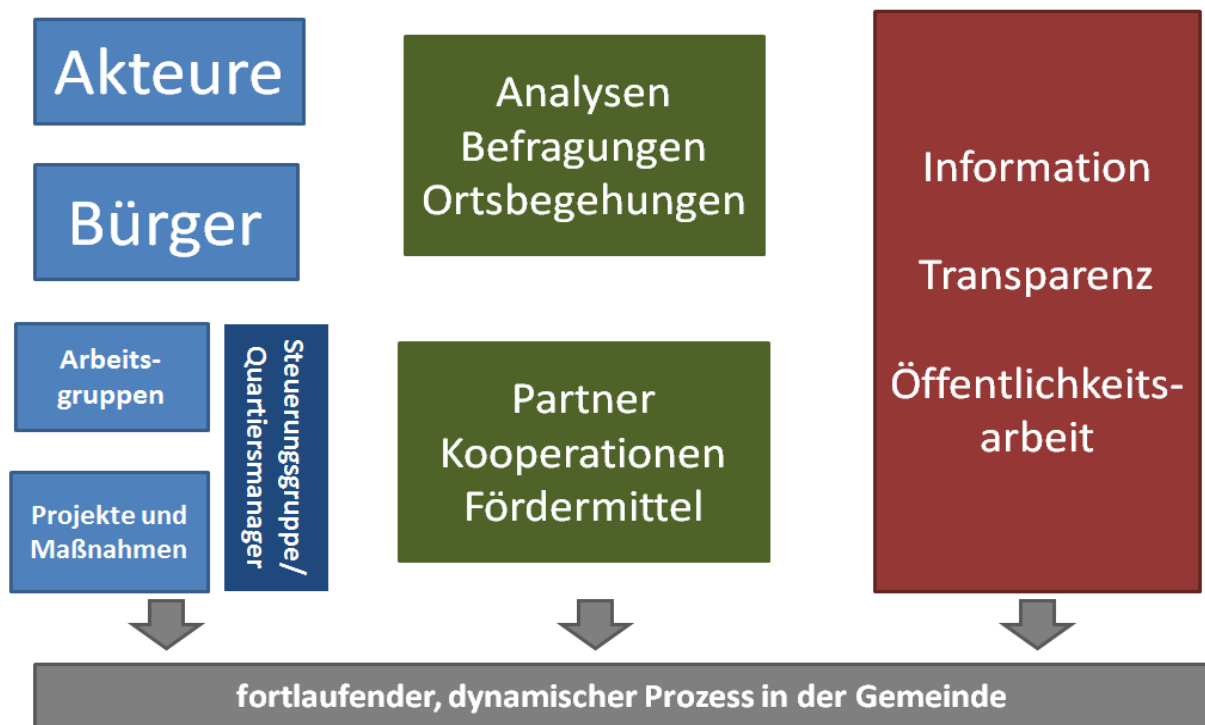 Akteure
Bürger
Arbeits-
gruppen
Projekte und
Maßnahmen
Steuerungsgruppe/
Quartiersmanager
Analysen
Befragungen
Ortsbegehungen
Partner
Kooperationen
Fördermittel
Information
Transparenz
Öffentlichkeits-
arbeit
fortlaufender, dynamischer Prozess in der Gemeinde